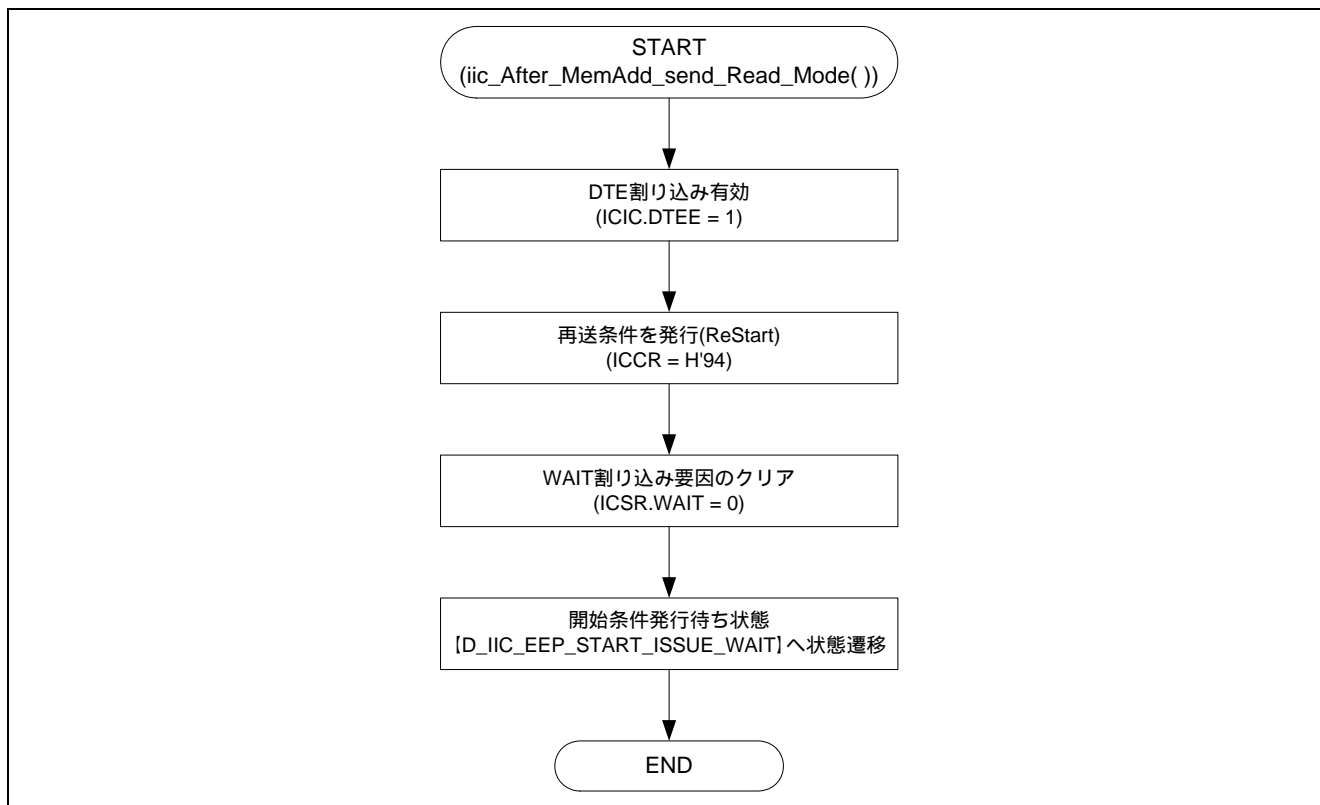 START
(iic_After_MemAdd_send_Read_Mode( ))
DTE割り込み有効
(ICIC.DTEE = 1)
再送条件を発行(ReStart)
(ICCR = H'94)
WAIT割り込み要因のクリア
(ICSR.WAIT = 0)
開始条件発行待ち状態
【D_IIC_EEP_START_ISSUE_WAIT】へ状態遷移
END